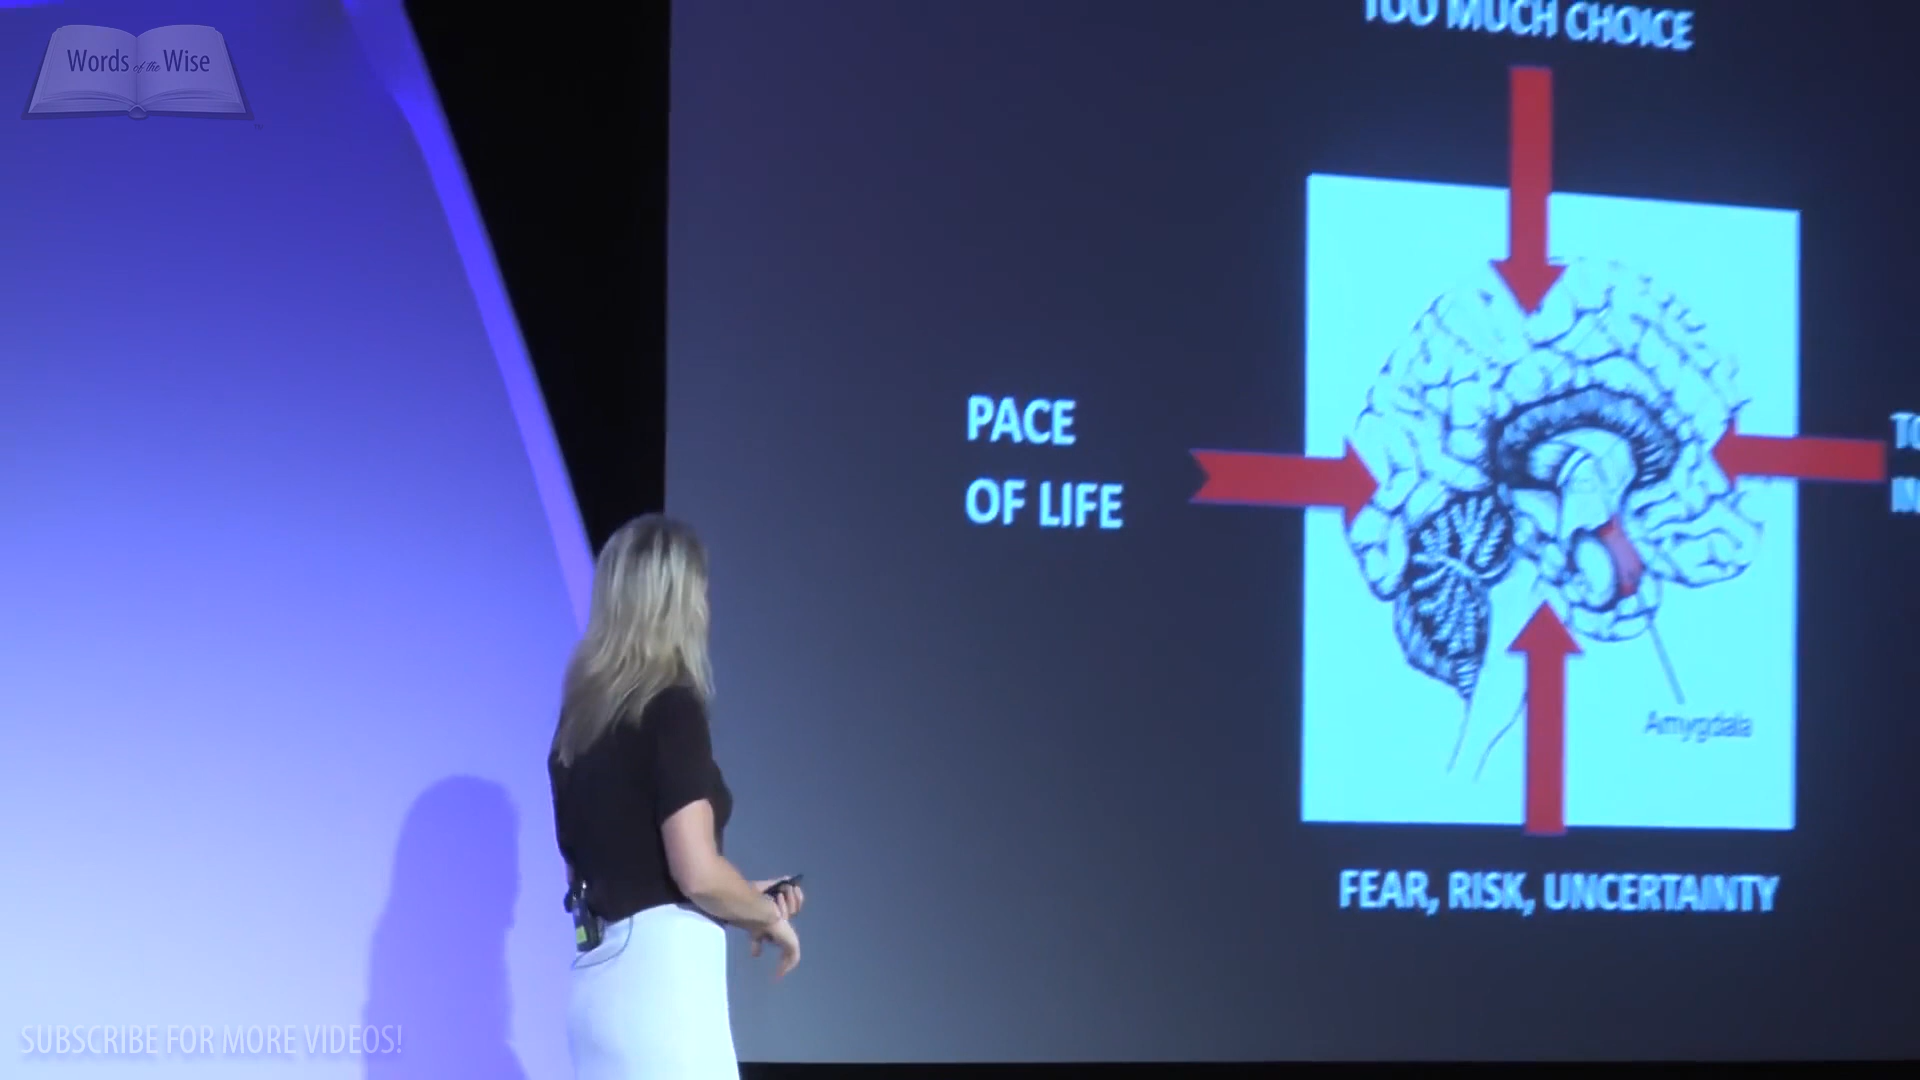 Words of the Wise
TOO MUCH CHOICE
PACE
OF LIFE
Amygdala
FEAR, RISK, UNCERTAINTY
SUBSCRIBE FOR MORE VIDEOS!